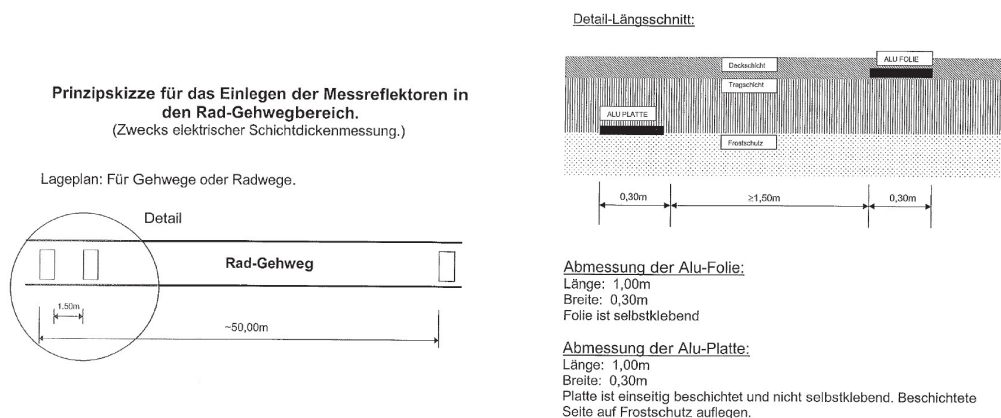 Prinzipskizze für das Einlegen der Messreflektoren in
den Rad-Gehwegbereich.
(Zwecks elektrischer Schichtdickenmessung.)
Lageplan: Für Gehwege oder Radwege.
Detail
Rad-Gehweg
1,50m
~50,00m
Detail-Längsschnitt:
ALU FOLIE
Deckschicht
Tragschicht
ALU PLATTE
Frostschutz
0,30m
≥1,50m
0,30m
Abmessung der Alu-Folie:
Länge: 1,00m
Breite: 0,30m
Folie ist selbstklebend
Abmessung der Alu-Platte:
Länge: 1,00m
Breite: 0,30m
Platte ist einseitig beschichtet und nicht selbstklebend. Beschichtete
Seite auf Frostschutz auflegen.